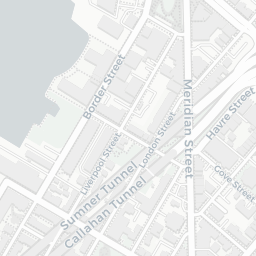 Border Street
Meridian Street
Havre Street
Liverpool Street
London Street
Cove Street
Sumner Tunnel
Callahan Tunnel